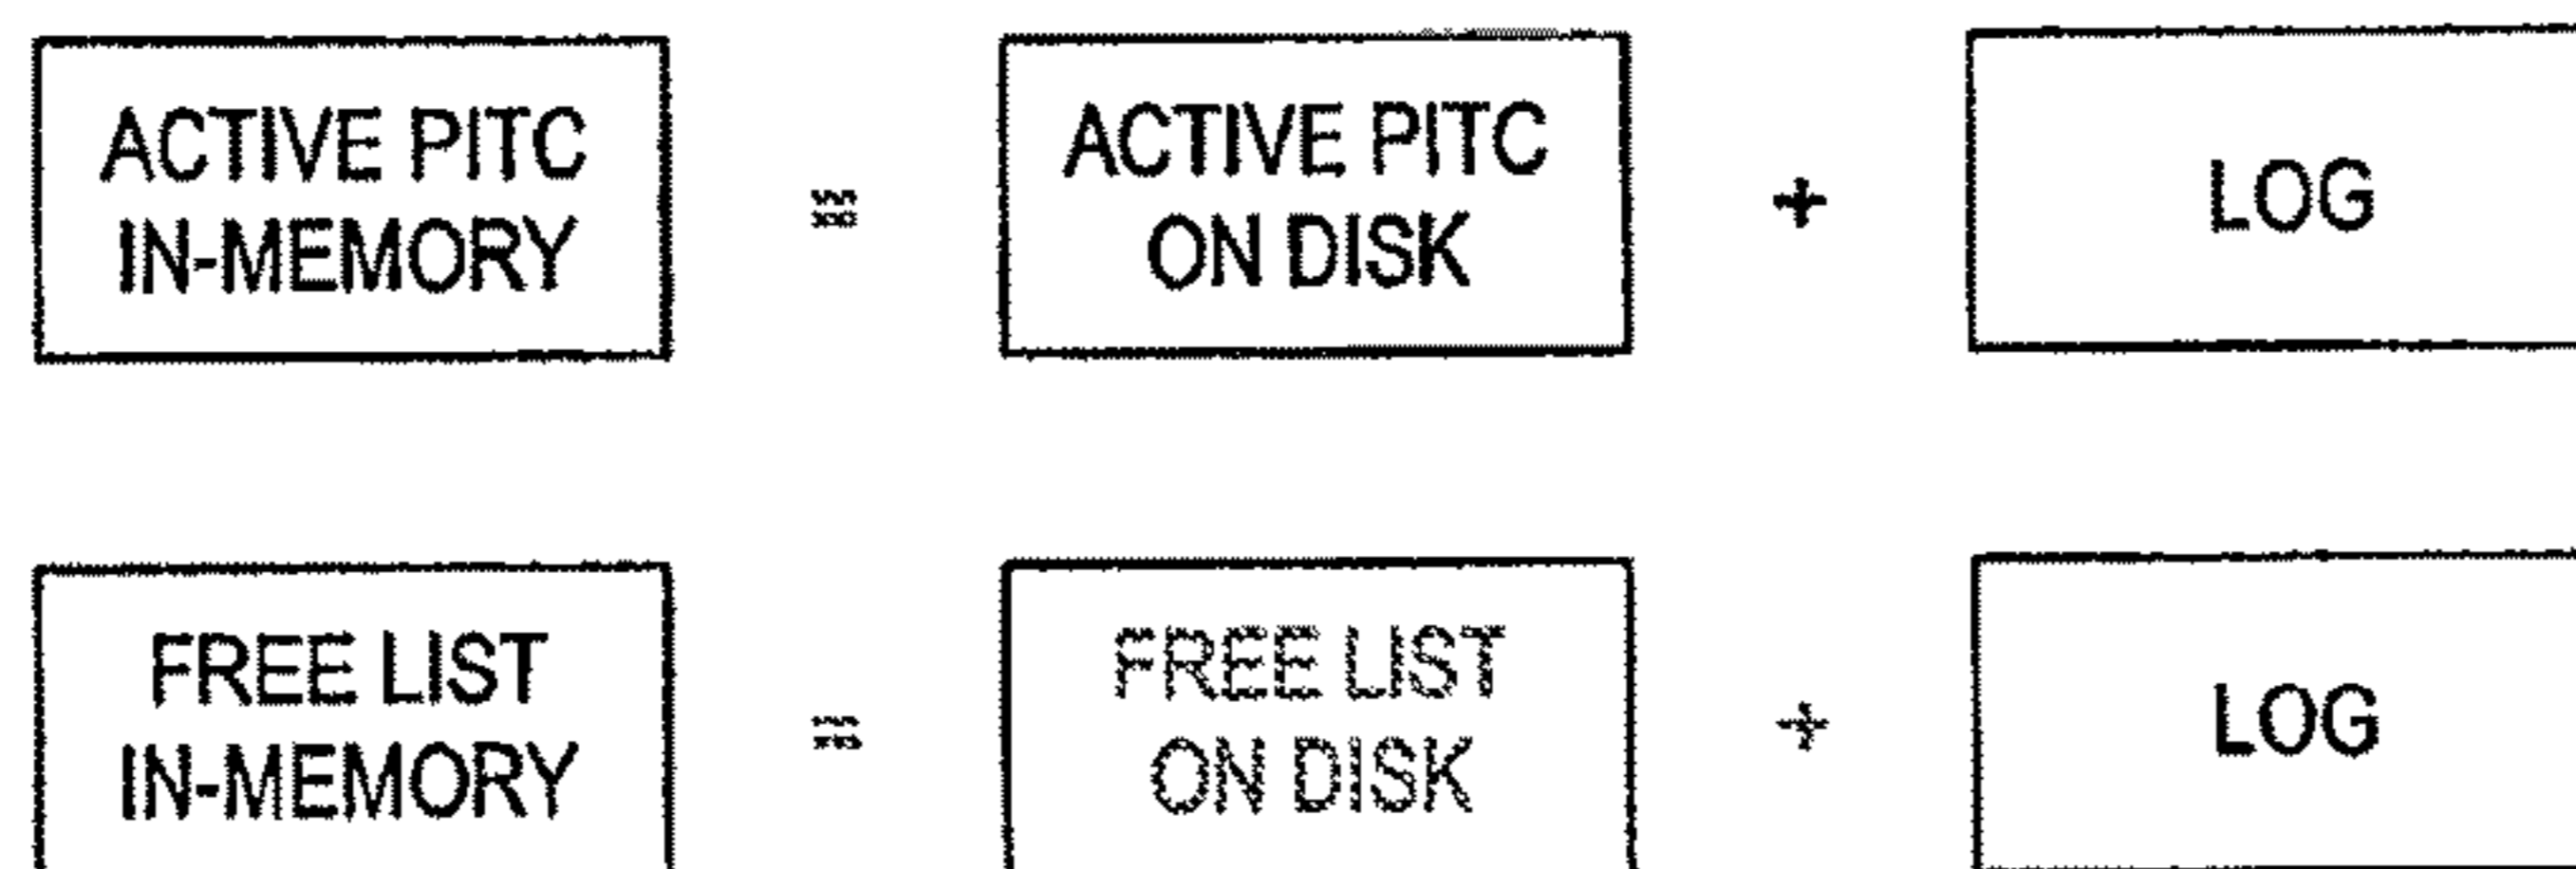 ACTIVE PITC
IN-MEMORY
=
ACTIVE PITC
ON DISK
+
LOG
FREE LIST
IN-MEMORY
=
FREE LIST
ON DISK
+
LOG